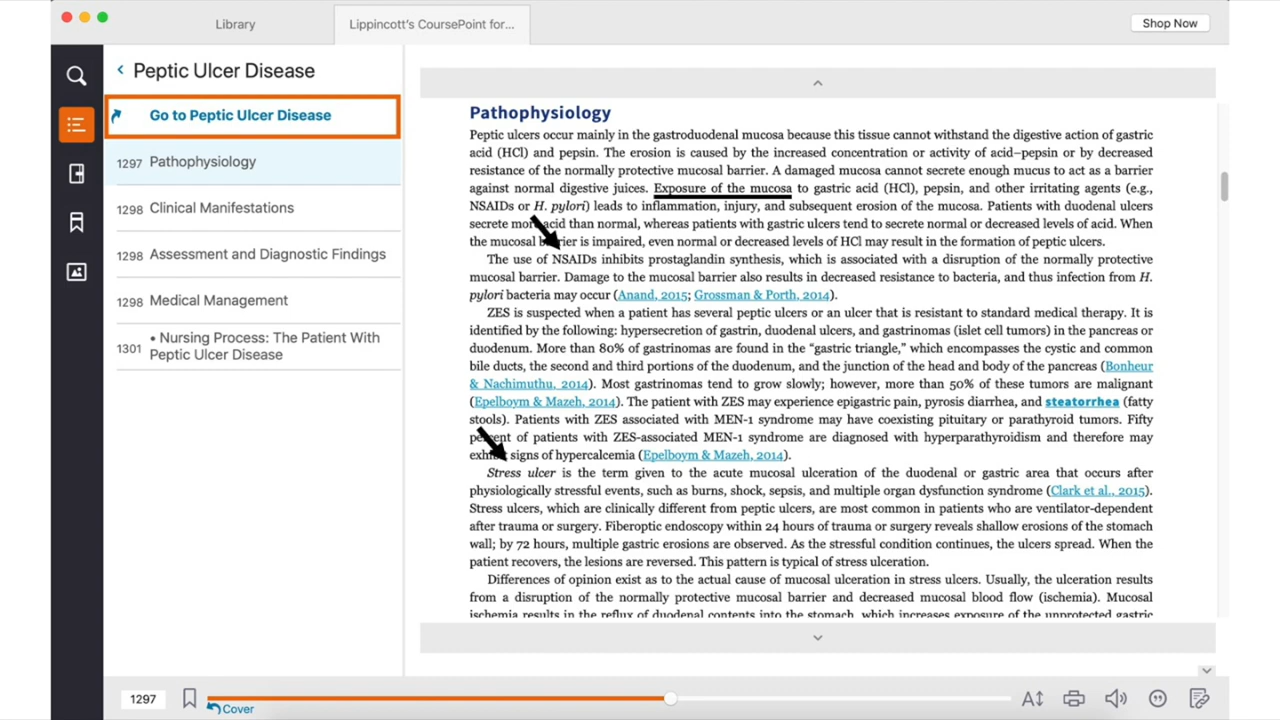 Library
Lippincott's CoursePoint for...
Shop Now
Peptic Ulcer Disease
Go to Peptic Ulcer Disease
1297 Pathophysiology
1298 Clinical Manifestations
1298 Assessment and Diagnostic Findings
1298 Medical Management
1301 • Nursing Process: The Patient With
Peptic Ulcer Disease
Pathophysiology
Peptic ulcers occur mainly in the gastroduodenal mucosa because this tissue cannot withstand the digestive action of gastric
acid (HCl) and pepsin. The erosion is caused by the increased concentration or activity of acid–pepsin or by decreased
resistance of the normally protective mucosal barrier. A damaged mucosa cannot secrete enough mucus to act as a barrier
against normal digestive juices. Exposure of the mucosa to gastric acid (HCl), pepsin, and other irritating agents (e.g.,
NSAIDs or H. pylori) leads to inflammation, injury, and subsequent erosion of the mucosa. Patients with duodenal ulcers
secrete more acid than normal, whereas patients with gastric ulcers tend to secrete normal or decreased levels of acid. When
the mucosal barrier is impaired, even normal or decreased levels of HCl may result in the formation of peptic ulcers.
The use of NSAIDs inhibits prostaglandin synthesis, which is associated with a disruption of the normally protective
mucosal barrier. Damage to the mucosal barrier also results in decreased resistance to bacteria, and thus infection from H.
pylori bacteria may occur (Anand, 2015; Grossman & Porth, 2014).
ZES is suspected when a patient has several peptic ulcers or an ulcer that is resistant to standard medical therapy. It is
identified by the following: hypersecretion of gastrin, duodenal ulcers, and gastrinomas (islet cell tumors) in the pancreas or
duodenum. More than 80% of gastrinomas are found in the “gastric triangle,” which encompasses the cystic and common
bile ducts, the second and third portions of the duodenum, and the junction of the head and body of the pancreas (Bonheur
& Nachimuthu, 2014). Most gastrinomas tend to grow slowly; however, more than 50% of these tumors are malignant
(Epelboym & Mazeh, 2014). The patient with ZES may experience epigastric pain, pyrosis diarrhea, and steatorrhea (fatty
stools). Patients with ZES associated with MEN-1 syndrome may have coexisting pituitary or parathyroid tumors. Fifty
percent of patients with ZES-associated MEN-1 syndrome are diagnosed with hyperparathyroidism and therefore may
exhibit signs of hypercalcemia (Epelboym & Mazeh, 2014).
Stress ulcer is the term given to the acute mucosal ulceration of the duodenal or gastric area that occurs after
physiologically stressful events, such as burns, shock, sepsis, and multiple organ dysfunction syndrome (Clark et al., 2015).
Stress ulcers, which are clinically different from peptic ulcers, are most common in patients who are ventilator-dependent
after trauma or surgery. Fiberoptic endoscopy within 24 hours of trauma or surgery reveals shallow erosions of the stomach
wall; by 72 hours, multiple gastric erosions are observed. As the stressful condition continues, the ulcers spread. When the
patient recovers, the lesions are reversed. This pattern is typical of stress ulceration.
Differences of opinion exist as to the actual cause of mucosal ulceration in stress ulcers. Usually, the ulceration results
from a disruption of the normally protective mucosal barrier and decreased mucosal blood flow (ischemia). Mucosal
ischemia results in the reflux of duodenal contents into the stomach, which increases exposure of the unprotected gastric
1297
Cover